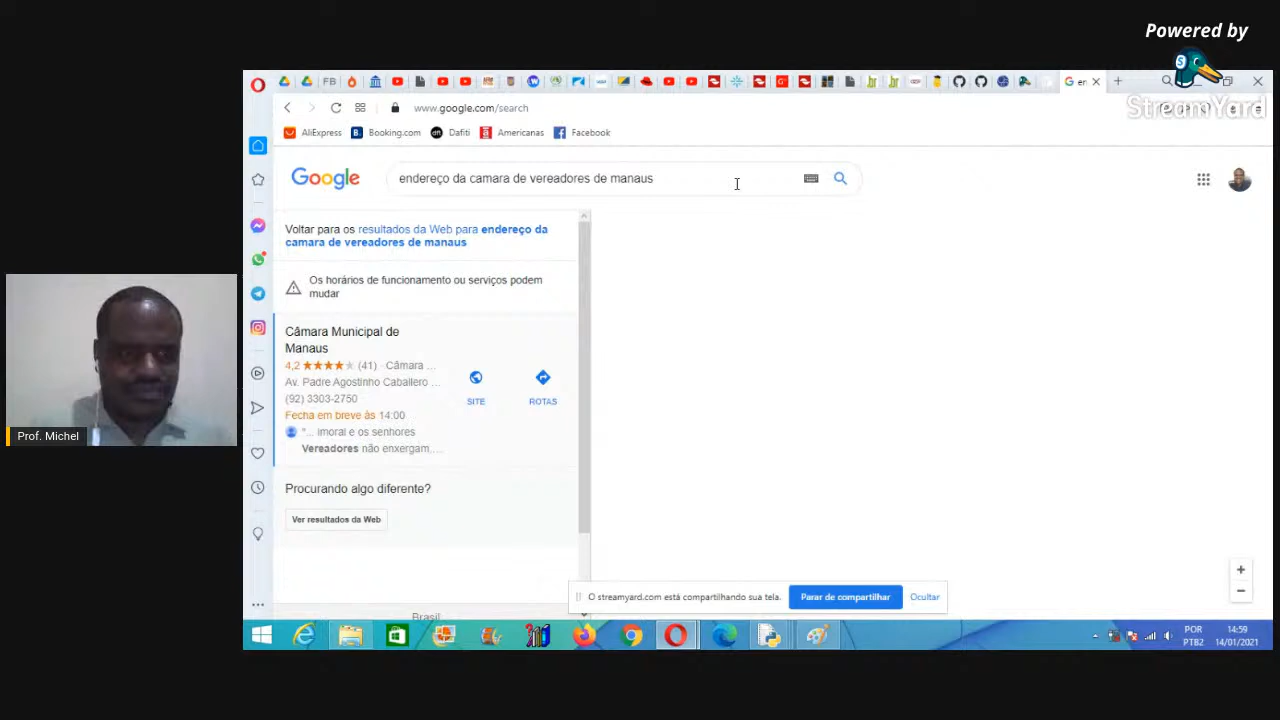 Powered by
StreamYard
FB
G en
www.google.com/search
AliExpress
Booking.com
Dafiti
Americanas
Facebook
Google
endereço da camara de vereadores de manaus
Voltar para os resultados da Web para endereço da
camara de vereadores de manaus
Os horários de funcionamento ou serviços podem
mudar
Câmara Municipal de
Manaus
4,2 ★★★★★ (41) · Câmara ...
Av. Padre Agostinho Caballero ...
(92) 3303-2750
Fecha em breve às 14:00
"... imoral e os senhores
Vereadores não enxergam,...
SITE
ROTAS
Procurando algo diferente?
Ver resultados da Web
Brasil
O streamyard.com está compartilhando sua tela.
Parar de compartilhar
Ocultar
Prof. Michel
POR
PTB2
14:59
14/01/2021